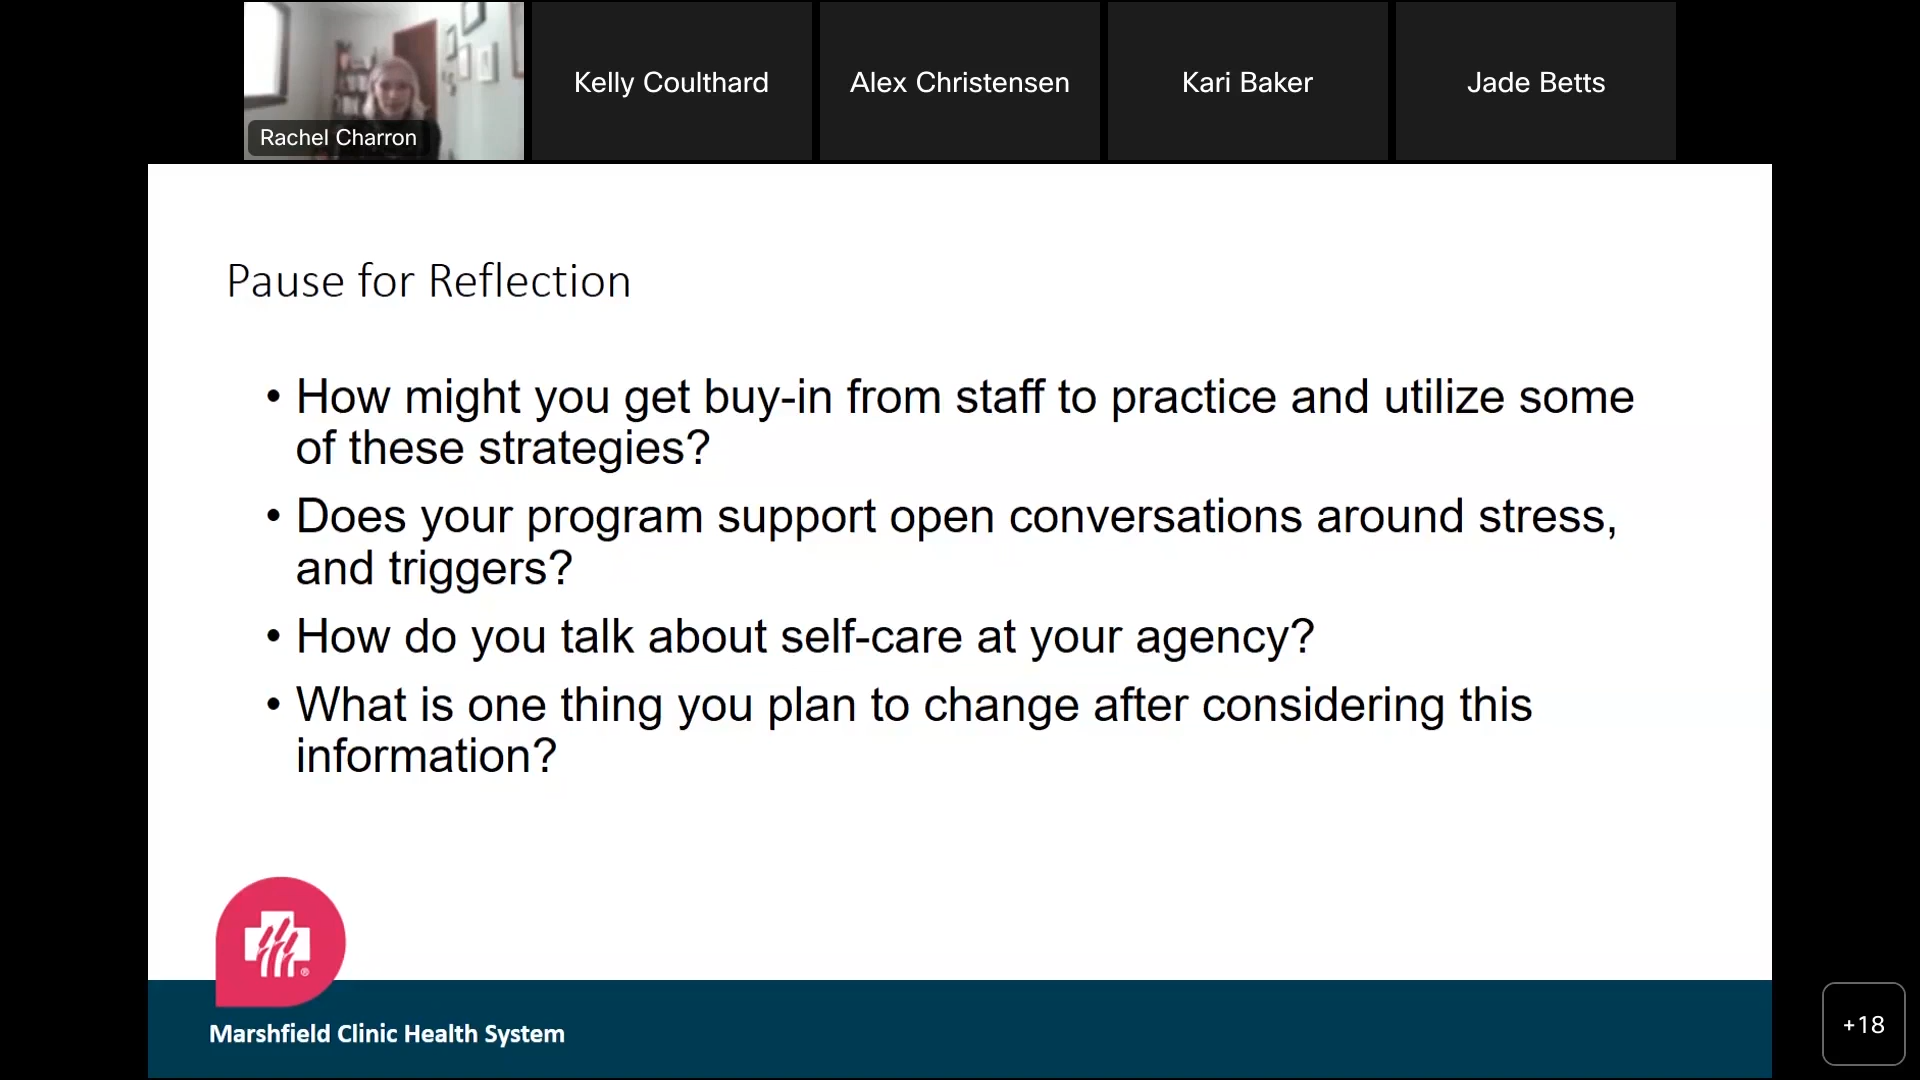 Rachel Charron
Kelly Coulthard
Alex Christensen
Kari Baker
Jade Betts
Pause for Reflection
• How might you get buy-in from staff to practice and utilize some
of these strategies?
• Does your program support open conversations around stress,
and triggers?
• How do you talk about self-care at your agency?
• What is one thing you plan to change after considering this
information?
®
Marshfield Clinic Health System
+18